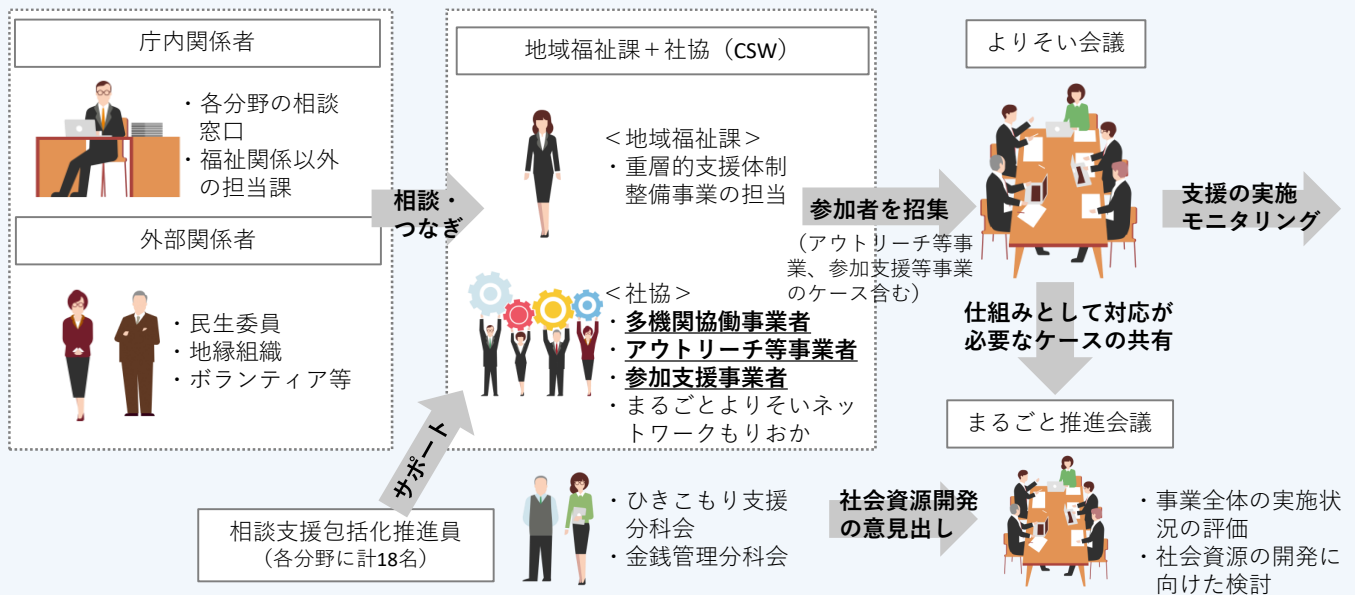 庁内関係者
・各分野の相談
窓口
・福祉関係以外
の担当課
外部関係者
・民生委員
・地縁組織
・ボランティア等
相談・
つなぎ
地域福祉課＋社協（CSW）
＜地域福祉課＞
・重層的支援体制
整備事業の担当
＜社協＞
・多機関協働事業者
・アウトリーチ等事業者
・参加支援事業者
・まるごとよりそいネッ
トワークもりおか
サポート
相談支援包括化推進員
（各分野に計18名）
参加者を招集
（アウトリーチ等事
業、参加支援等事業
のケース含む）
よりそい会議
支援の実施
モニタリング
仕組みとして対応が
必要なケースの共有
まるごと推進会議
・ひきこもり支援
分科会
・金銭管理分科会
社会資源開発
の意見出し
・事業全体の実施状
況の評価
・社会資源の開発に
向けた検討